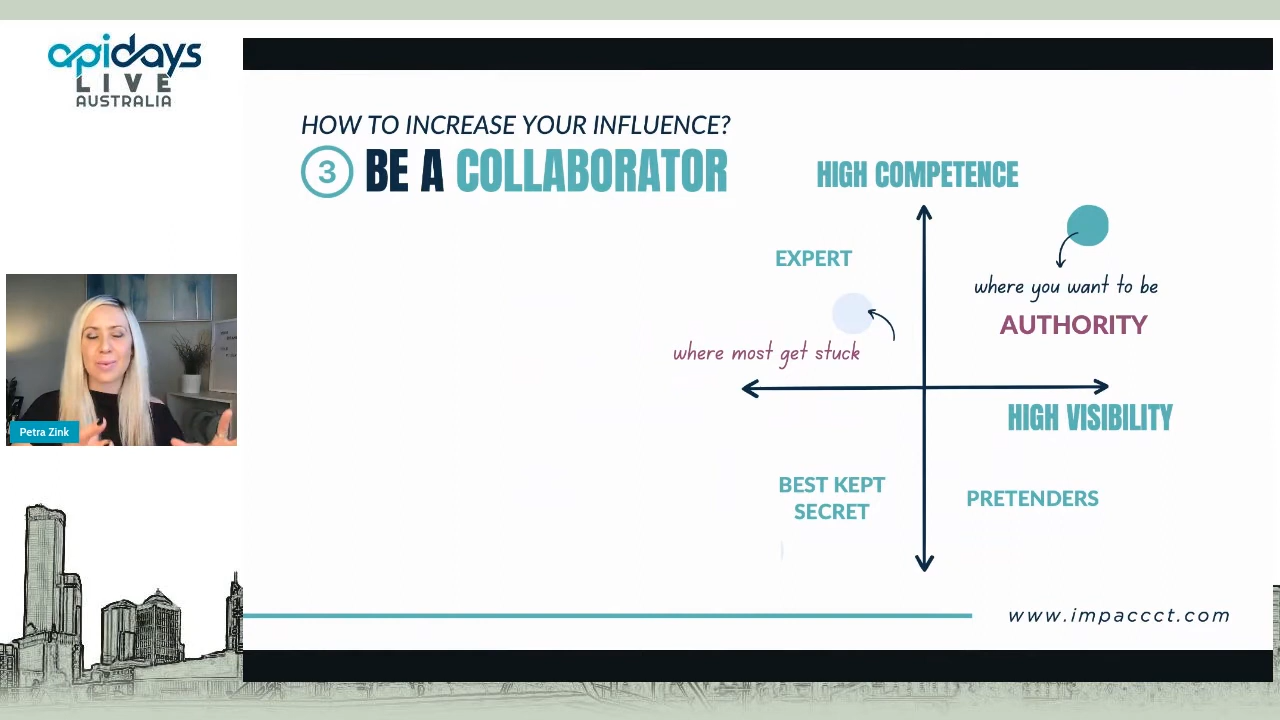 apidays
LIVE
AUSTRALIA
HOW TO INCREASE YOUR INFLUENCE?
3 BE A COLLABORATOR
HIGH COMPETENCE
EXPERT
where you want to be
AUTHORITY
where most get stuck
HIGH VISIBILITY
BEST KEPT
SECRET
PRETENDERS
Petra Zink
www.impaccct.com